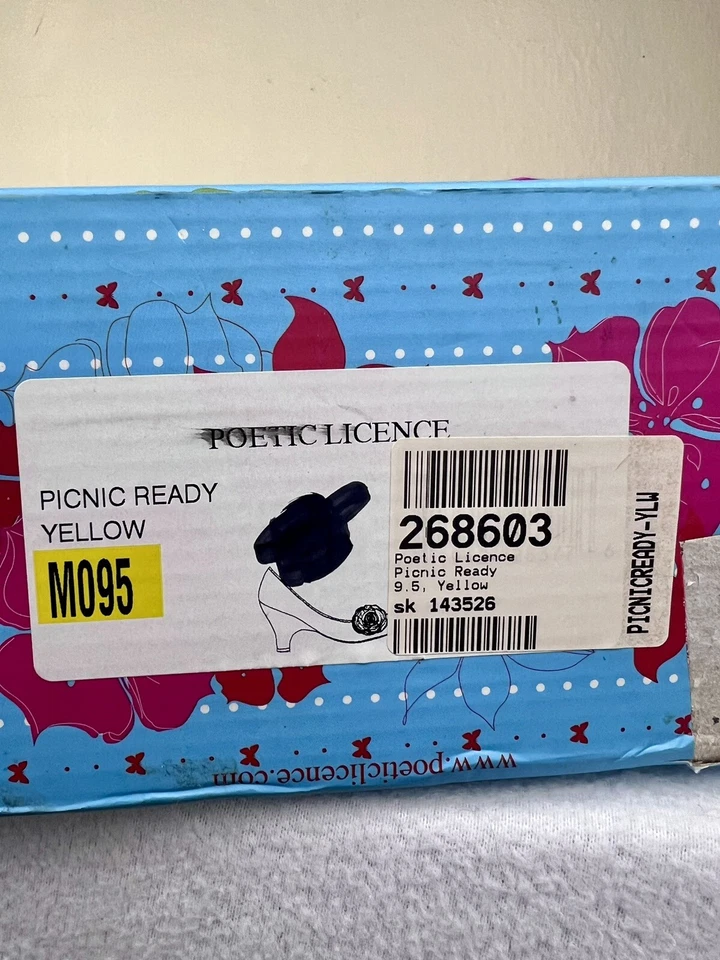 POETIC LICENCE
PICNIC READY
YELLOW
M095
268603
Poetic Licence
Picnic Ready
9.5, Yellow
sk 143526
PICNICREADY-YLW
www.poeticlicence.com